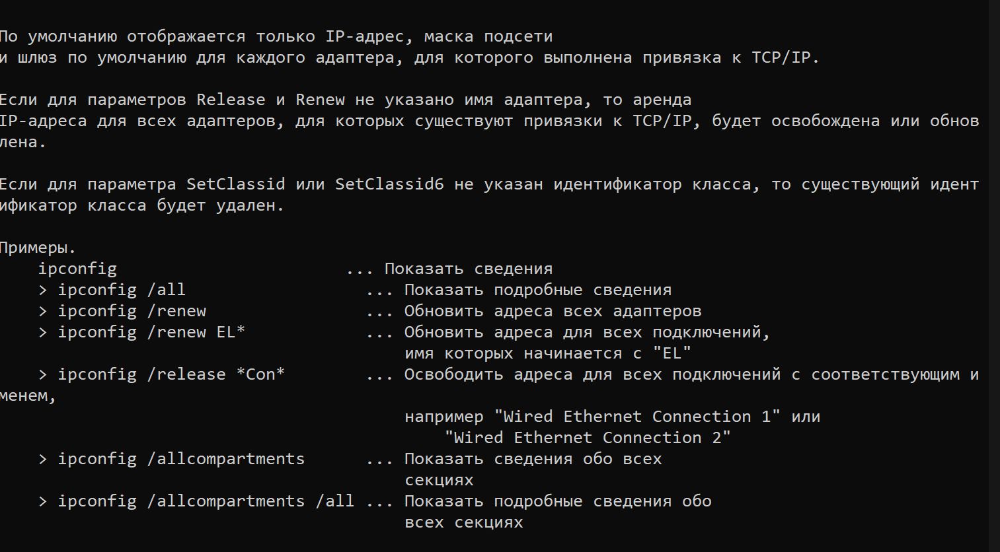 По умолчанию отображается только IP-адрес, маска подсети
и шлюз по умолчанию для каждого адаптера, для которого выполнена привязка к TCP/IP.
Если для параметров Release и Renew не указано имя адаптера, то аренда
IP-адреса для всех адаптеров, для которых существуют привязки к TCP/IP, будет освобождена или обнов
лена.
Если для параметра SetClassid или SetClassid6 не указан идентификатор класса, то существующий идент
ификатор класса будет удален.
Примеры.
ipconfig ... Показать сведения
> ipconfig /all ... Показать подробные сведения
> ipconfig /renew ... Обновить адреса всех адаптеров
> ipconfig /renew EL* ... Обновить адреса для всех подключений,
имя которых начинается с "EL"
> ipconfig /release *Con* ... Освободить адреса для всех подключений с соответствующим и
менем,
например "Wired Ethernet Connection 1" или
"Wired Ethernet Connection 2"
> ipconfig /allcompartments ... Показать сведения обо всех
секциях
> ipconfig /allcompartments /all ... Показать подробные сведения обо
всех секциях